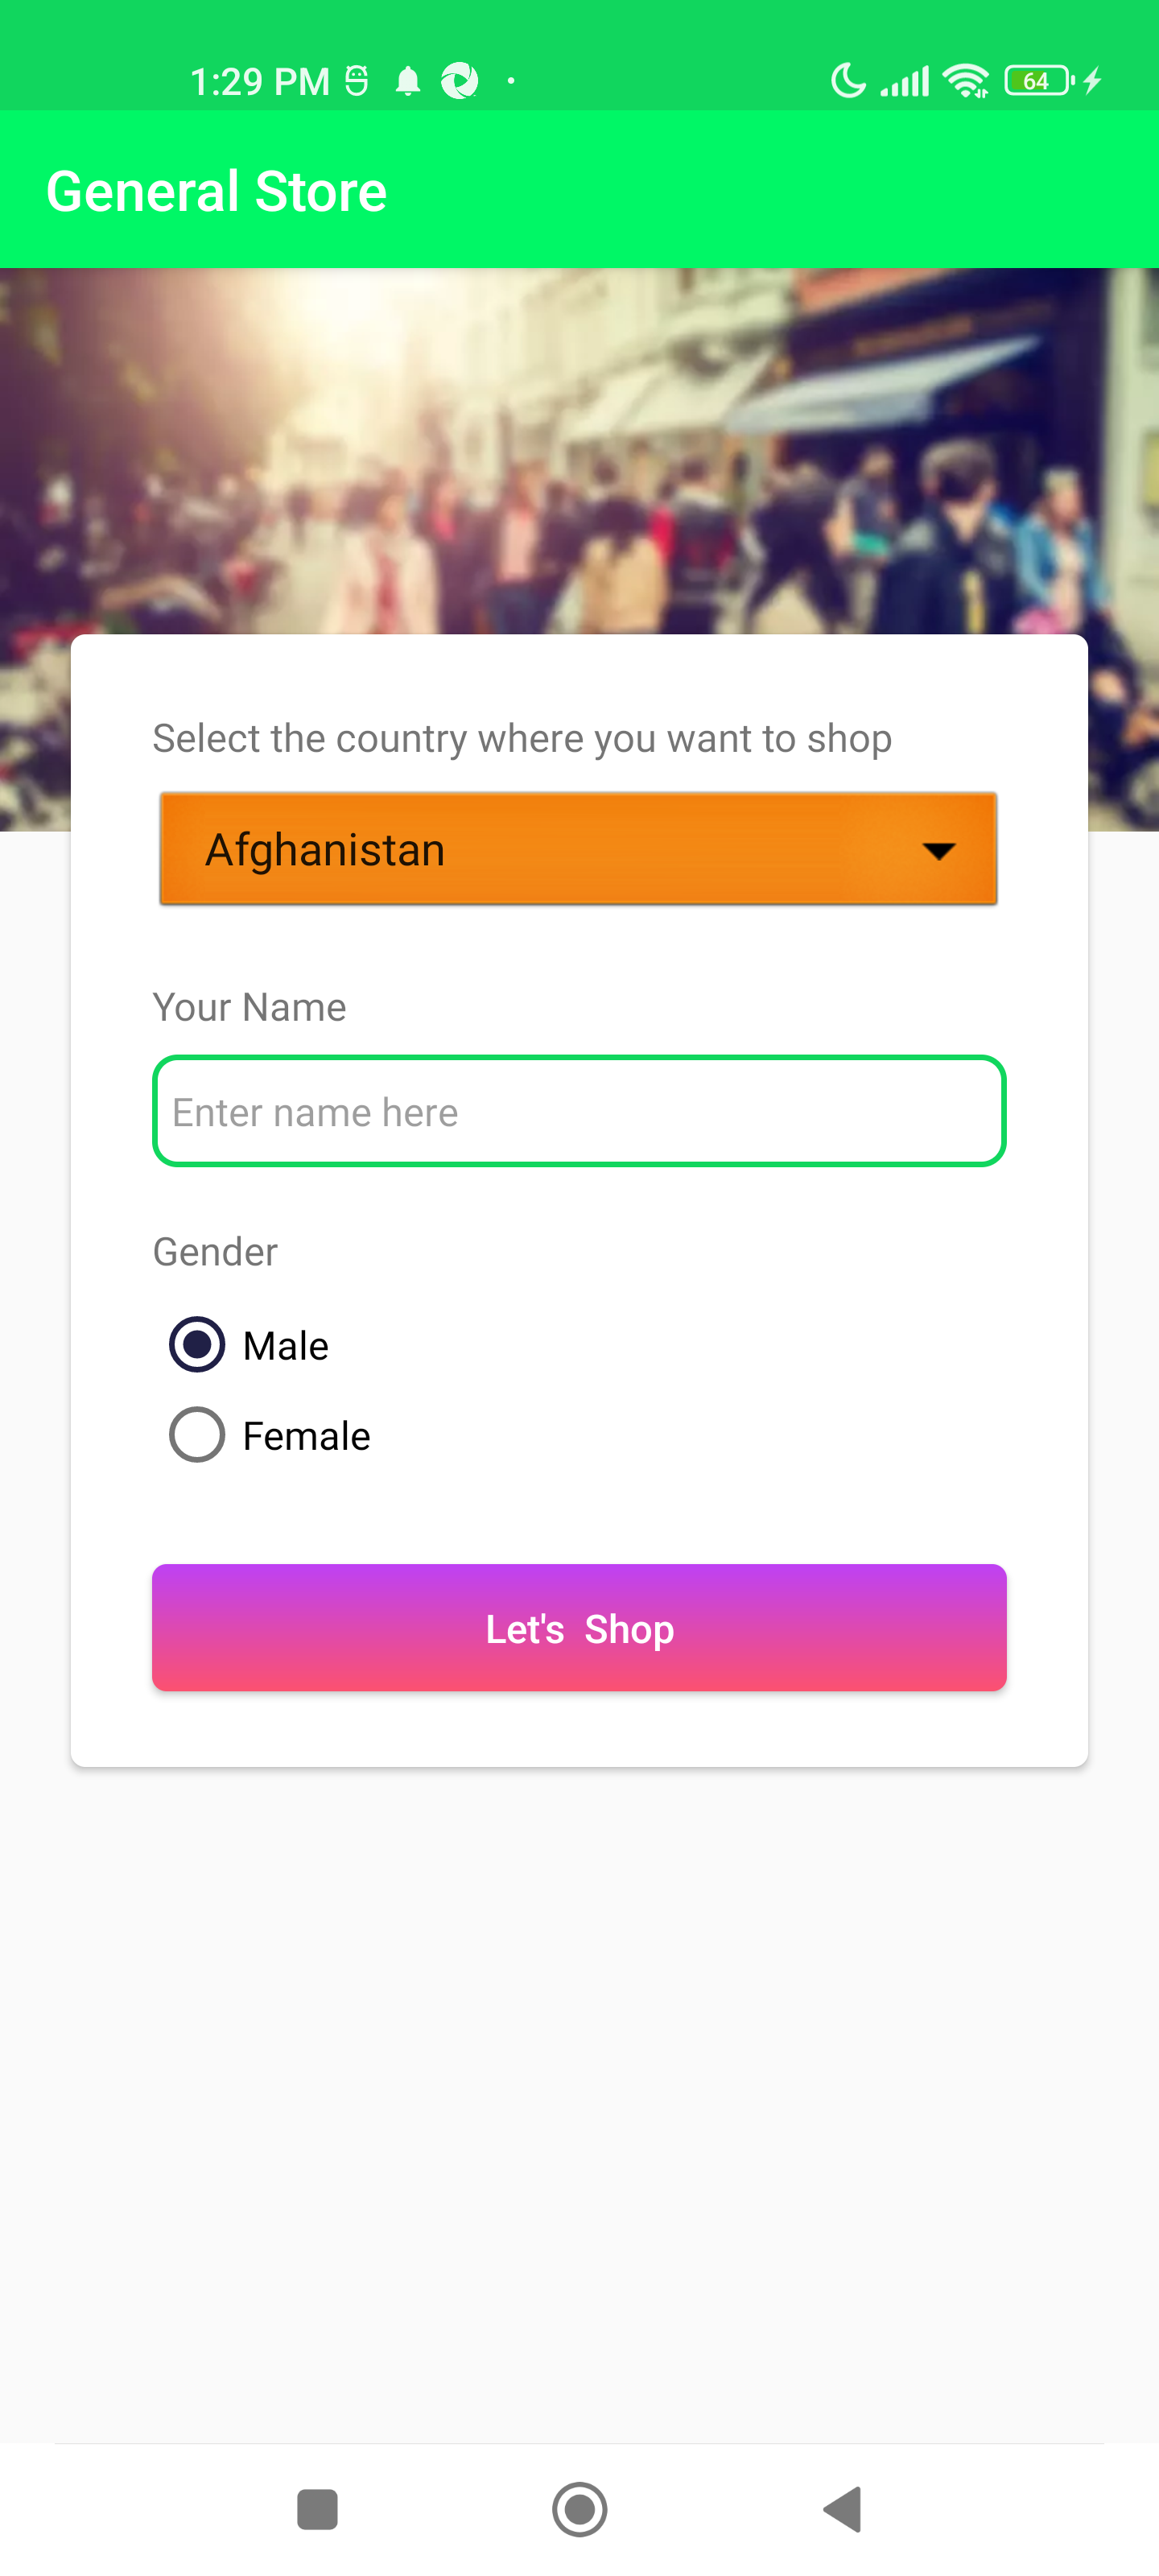 1:29 PM
64
General Store
Select the country where you want to shop
Afghanistan
Your Name
Enter name here
Gender
Male
Female
Let's Shop